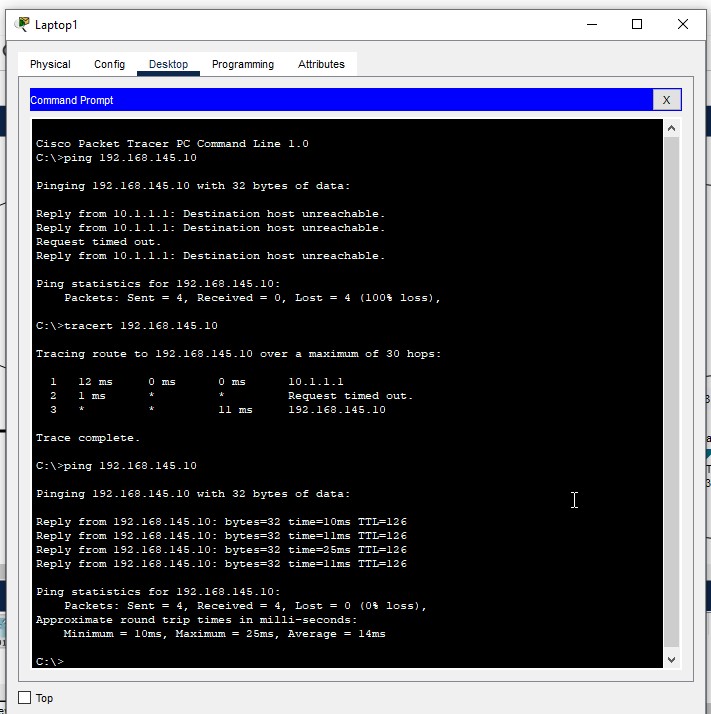 Laptop1
Physical Config Desktop Programming Attributes
Command Prompt X
Cisco Packet Tracer PC Command Line 1.0
C:\>ping 192.168.145.10
Pinging 192.168.145.10 with 32 bytes of data:
Reply from 10.1.1.1: Destination host unreachable.
Reply from 10.1.1.1: Destination host unreachable.
Request timed out.
Reply from 10.1.1.1: Destination host unreachable.
Ping statistics for 192.168.145.10:
Packets: Sent = 4, Received = 0, Lost = 4 (100% loss),
C:\>tracert 192.168.145.10
Tracing route to 192.168.145.10 over a maximum of 30 hops:
1 12 ms 0 ms 0 ms 10.1.1.1
2 1 ms * * Request timed out.
3 * * 11 ms 192.168.145.10
Trace complete.
C:\>ping 192.168.145.10
Pinging 192.168.145.10 with 32 bytes of data:
Reply from 192.168.145.10: bytes=32 time=10ms TTL=126
Reply from 192.168.145.10: bytes=32 time=11ms TTL=126
Reply from 192.168.145.10: bytes=32 time=25ms TTL=126
Reply from 192.168.145.10: bytes=32 time=11ms TTL=126
Ping statistics for 192.168.145.10:
Packets: Sent = 4, Received = 4, Lost = 0 (0% loss),
Approximate round trip times in milli-seconds:
Minimum = 10ms, Maximum = 25ms, Average = 14ms
C:\>
Top